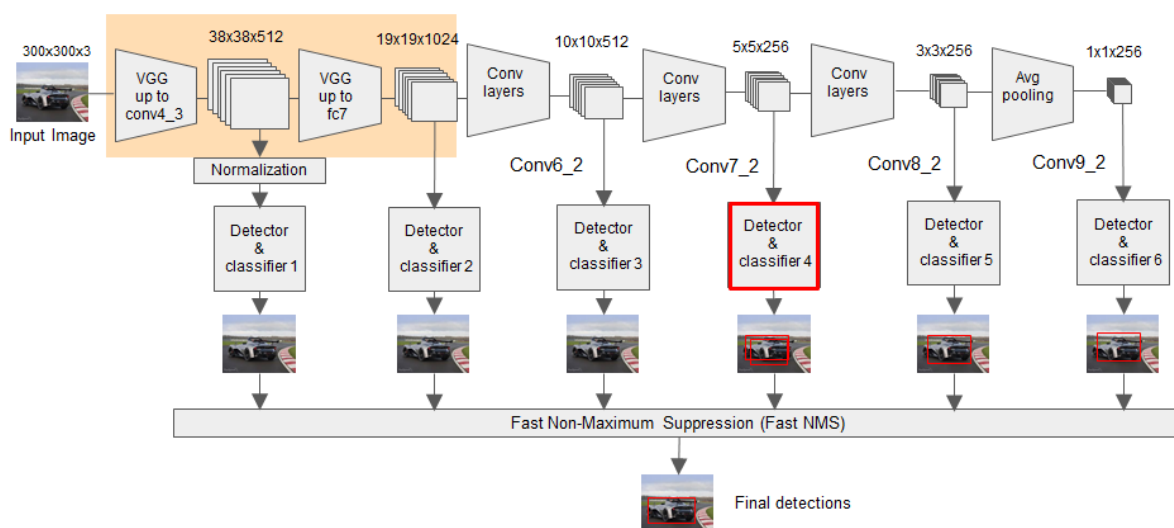 300x300x3
38x38x512
19x19x1024
10x10x512
5x5x256
3x3x256
1x1x256
VGG
up to
conv4_3
VGG
up to
fc7
Conv
layers
Conv
layers
Conv
layers
Avg
pooling
Input Image
Normalization
Conv6_2
Conv7_2
Conv8_2
Conv9_2
Detector
&
classifier 1
Detector
&
classifier 2
Detector
&
classifier 3
Detector
&
classifier 4
Detector
&
classifier 5
Detector
&
classifier 6
Fast Non-Maximum Suppression (Fast NMS)
Final detections